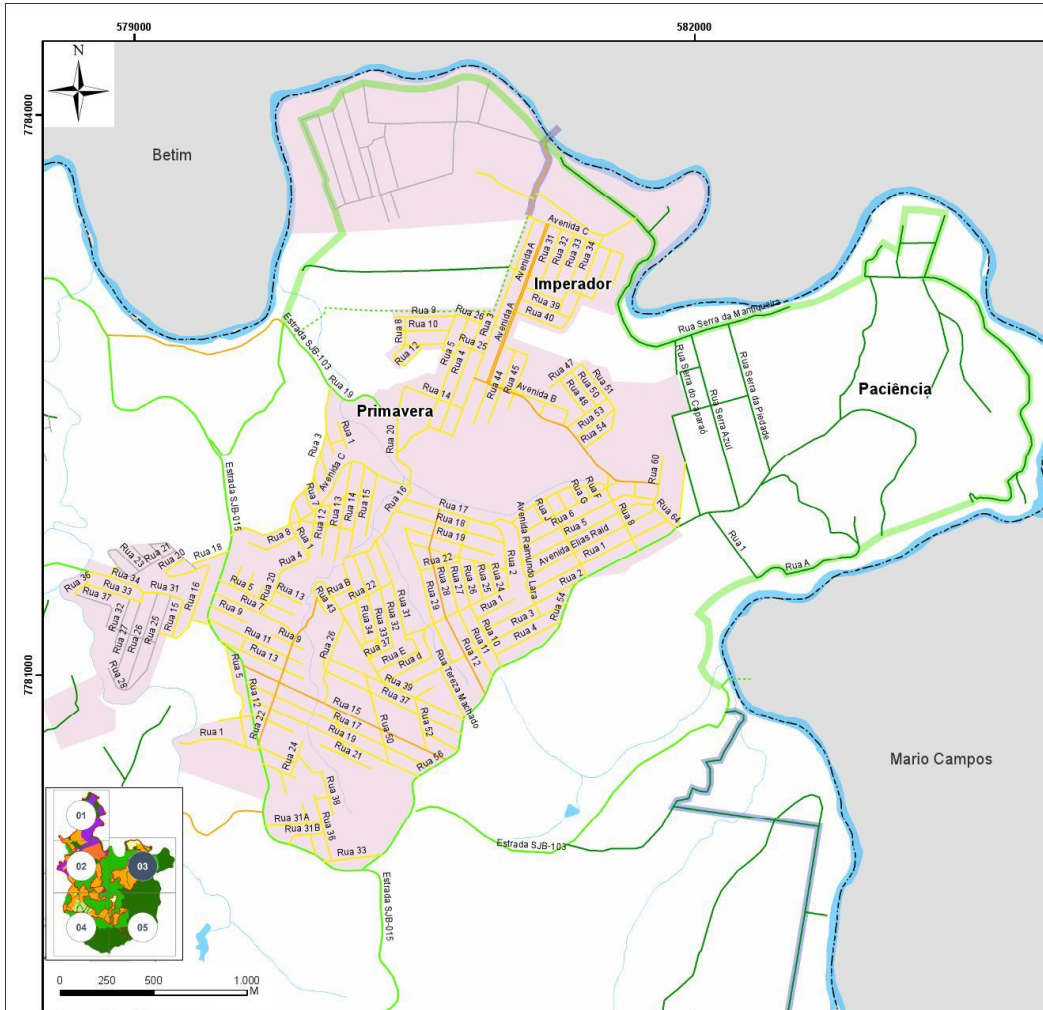 579000
582000
N
7784000
Betim
Avenida C
Rua 31
Rua 32
Rua 33
Rua 34
Avenida A
Imperador
Rua 39
Rua 40
Rua Serra da Mantiqueira
Estrada SJB-103
Rua 9
Rua 26
Rua 3
Avenida A
Rua 10
Rua 8
Rua 5
Rua 4
Rua 25
Rua 12
Rua 44
Rua 45
Rua 47
Rua 51
Rua 50
Rua 48
Avenida B
Rua 53
Rua 54
Rua Serra do Caparaó
Rua Serra Azul
Rua Serra da Piedade
Paciência
Rua 19
Rua 14
Primavera
Rua 20
Rua 3
Rua 1
Avenida C
Rua 16
Rua 60
Rua 64
Estrada SJB-015
Rua 7
Rua 12
Rua 13
Rua 14
Rua 15
Rua 17
Rua 18
Rua 19
Avenida Raimundo Lara
Rua J
Rua G
Rua F
Rua 6
Rua 5
Rua 8
Avenida Elias Raid
Rua 1
Rua 1
Rua A
Rua 8
Rua 1
Rua 4
Rua 18
Rua 21
Rua 23
Rua 20
Rua 36
Rua 34
Rua 33
Rua 37
Rua 31
Rua 16
Rua 15
Rua 32
Rua 27
Rua 26
Rua 25
Rua 28
Rua 5
Rua 20
Rua 13
Rua 7
Rua 9
Rua 9
Rua 11
Rua 13
Rua B
Rua 43
Rua 22
Rua 34
Rua 32
Rua 31
Rua E
Rua d
Rua 22
Rua 29
Rua 28
Rua 27
Rua 26
Rua 25
Rua 24
Rua 2
Rua 2
Rua 1
Rua 3
Rua 4
Rua 54
Rua 10
Rua 11
Rua 12
7781000
Rua 26
Rua Tereza Machado
Rua 39
Rua 37
Rua 5
Rua 12
Rua 22
Rua 15
Rua 17
Rua 19
Rua 21
Rua 50
Rua 52
Rua 56
Rua 1
Rua 24
Rua 38
Rua 31A
Rua 31B
Rua 36
Rua 33
Estrada SJB-103
Estrada SJB-015
Mario Campos
01
02
03
04
05
0 250 500 1.000
M